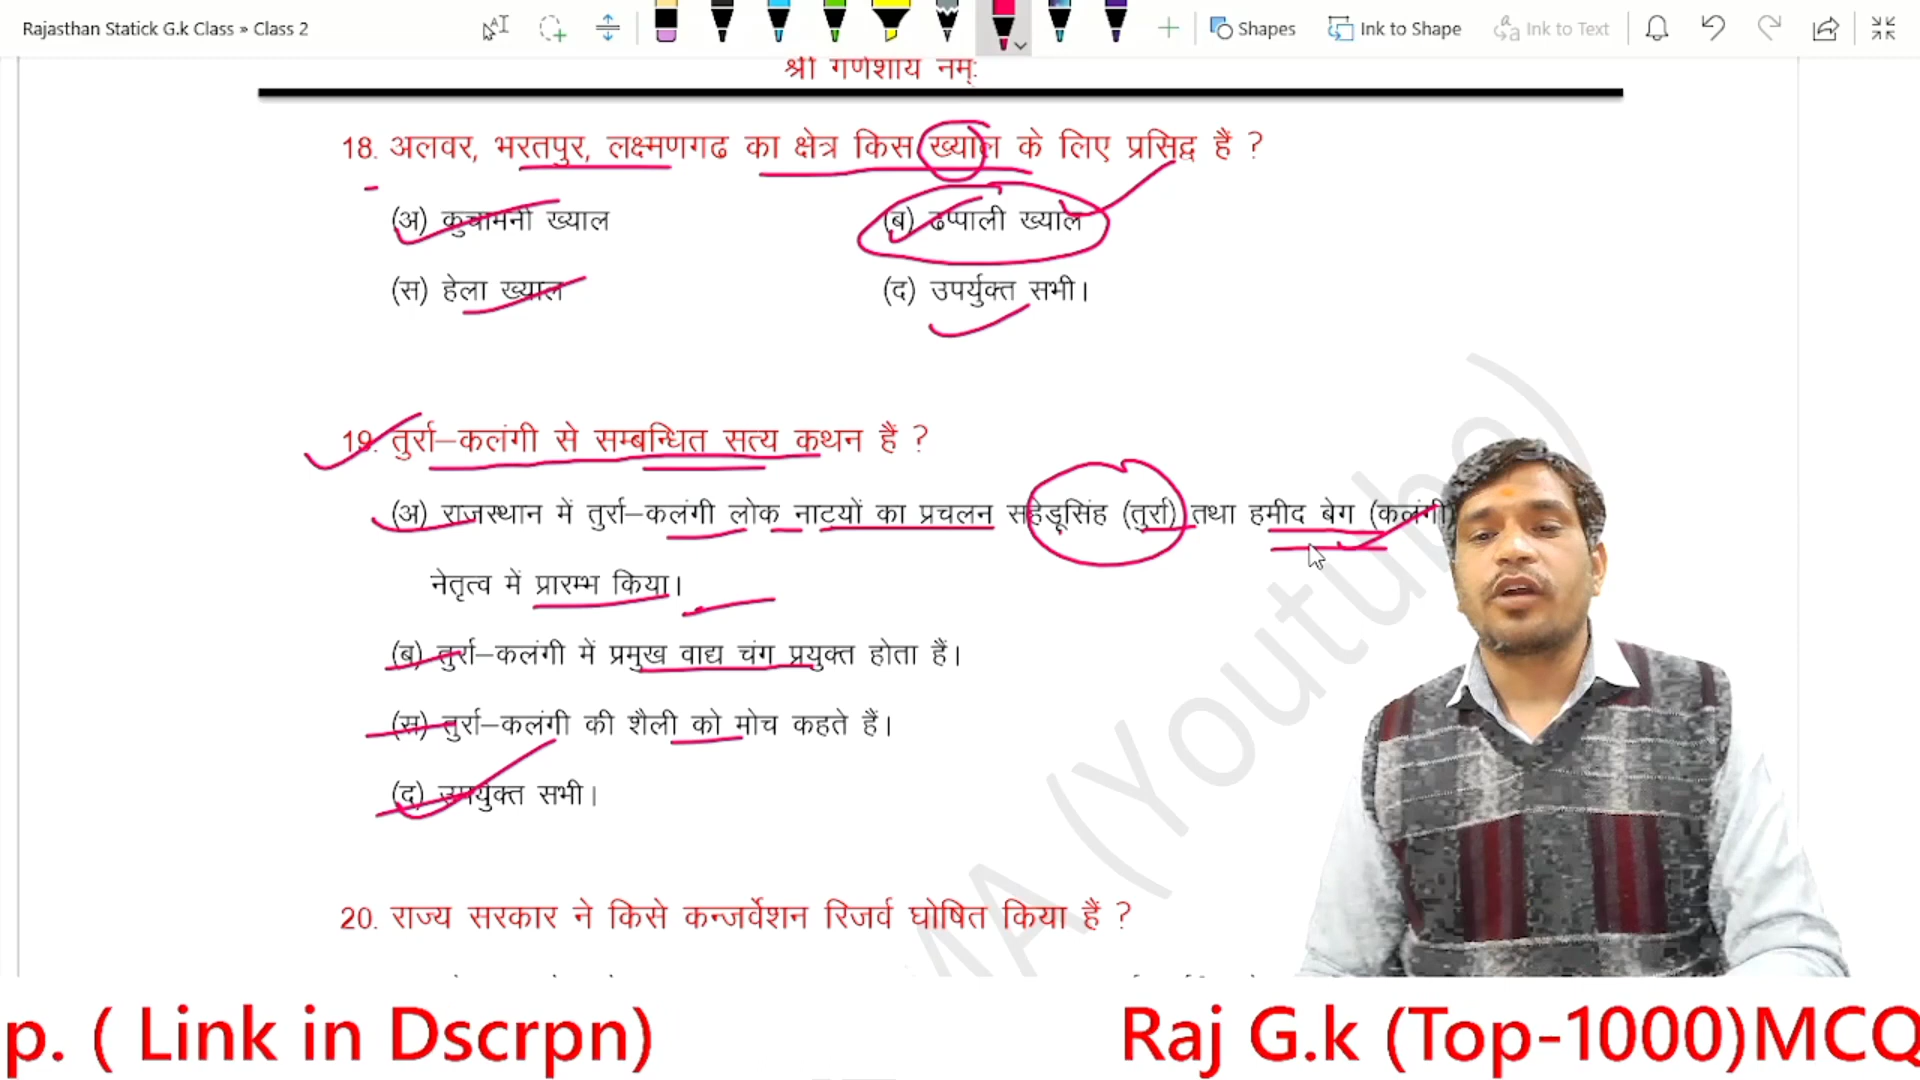 Rajasthan Statick G.k Class » Class 2
Shapes
Ink to Shape
Ink to Text
श्री गणेशाय नम्:
18. अलवर, भरतपुर, लक्ष्मणगढ का क्षेत्र किस ख्याल के लिए प्रसिद्व हैं ?
(अ) कुचामनी ख्याल
(ब) ढप्पाली ख्याल
(स) हेला ख्याल
(द) उपर्युक्त सभी।
19. तुर्रा–कलंगी से सम्बन्धित सत्य कथन हैं ?
(अ) राजस्थान में तुर्रा–कलंगी लोक नाटयों का प्रचलन सहेडूसिंह (तुर्रा) तथा हमीद बेग (कलंगी)
नेतृत्व में प्रारम्भ किया।
(ब) तुर्रा–कलंगी में प्रमुख वाद्य चंग प्रयुक्त होता हैं।
(स) तुर्रा–कलंगी की शैली को मोच कहते हैं।
(द) उपर्युक्त सभी।
20. राज्य सरकार ने किसे कन्जर्वेशन रिजर्व घोषित किया हैं ?
MA (Youtube)
p. ( Link in Dscrpn)
Raj G.k (Top-1000)MCQ